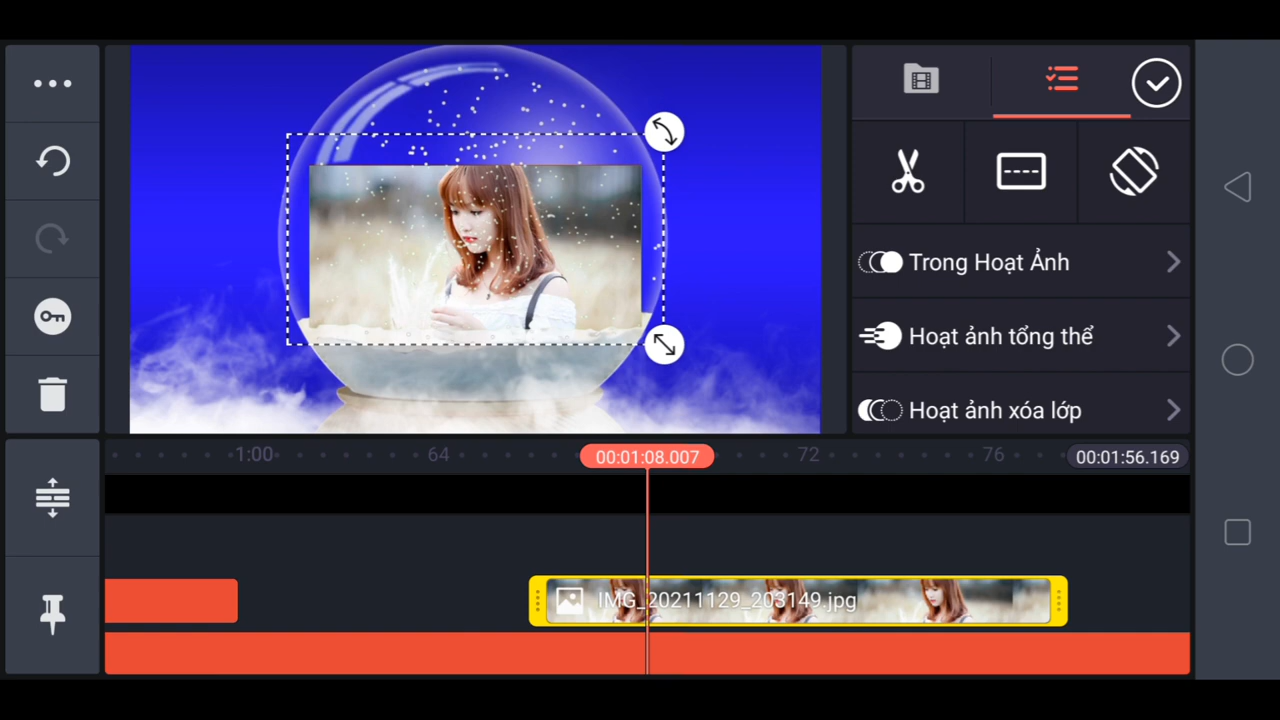 Trong Hoạt Ảnh
Hoạt ảnh tổng thể
Hoạt ảnh xóa lớp
1:00
64
00:01:08.007
72
76
00:01:56.169
IMG_20211129_203149.jpg